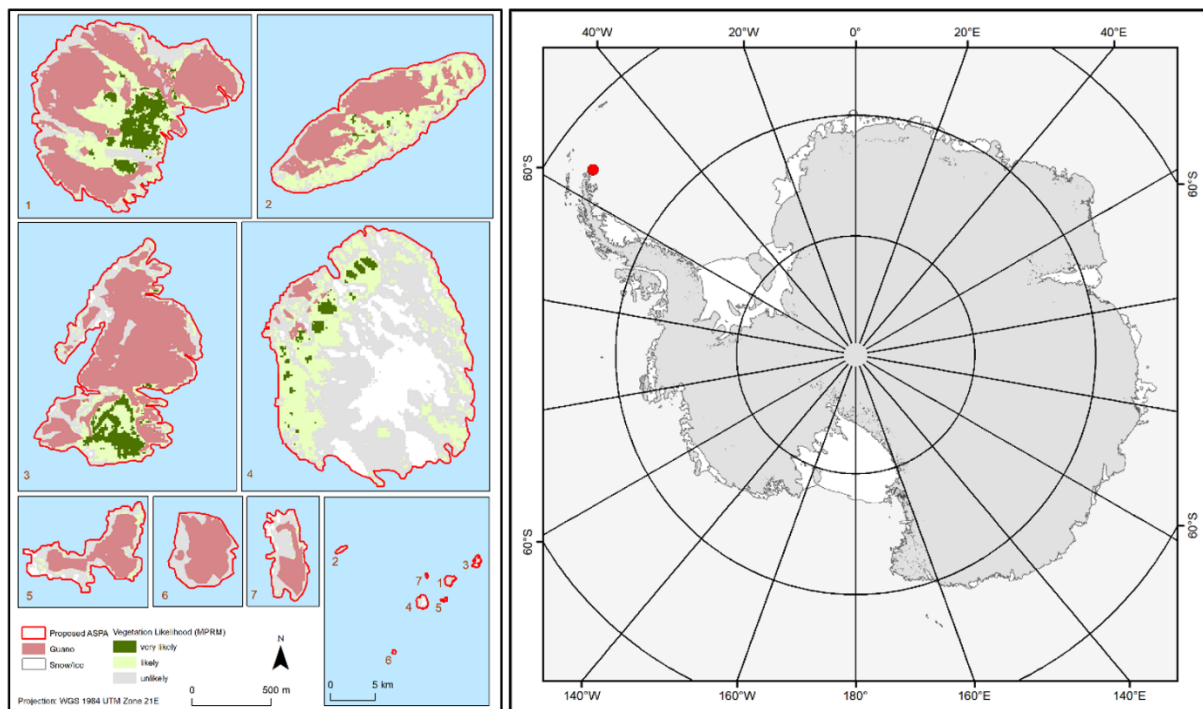 1
2
3
4
5
6
7
2
3
7
1
4
5
6
Proposed ASPA
Guano
Snow/Ice
Vegetation Likelihood (MPRM)
very likely
likely
unlikely
N
0 500 m
0 5 km
Projection: WGS 1984 UTM Zone 21E
40°W 20°W 0° 20°E 40°E
60°S
60°S
60°S
60°S
140°W 160°W 180° 160°E 140°E